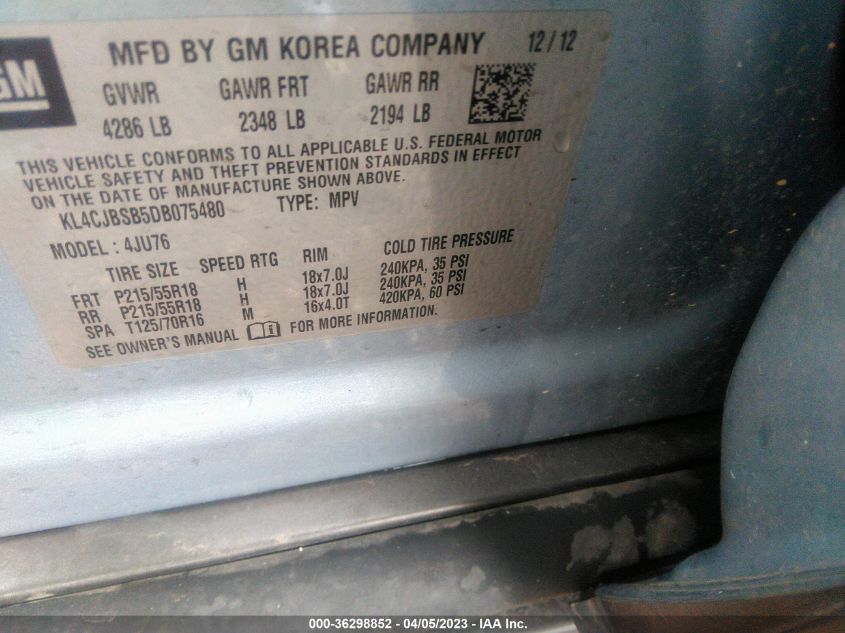 GM
MFD BY GM KOREA COMPANY 12/12
GVWR GAWR FRT GAWR RR
4286 LB 2348 LB 2194 LB
THIS VEHICLE CONFORMS TO ALL APPLICABLE U.S. FEDERAL MOTOR
VEHICLE SAFETY AND THEFT PREVENTION STANDARDS IN EFFECT
ON THE DATE OF MANUFACTURE SHOWN ABOVE.
KL4CJBSB5DB075480 TYPE: MPV
MODEL: 4JU76
TIRE SIZE SPEED RTG RIM COLD TIRE PRESSURE
FRT P215/55R18 H 18x7.0J 240KPA, 35 PSI
RR P215/55R18 H 18x7.0J 240KPA, 35 PSI
SPA T125/70R16 M 16x4.0T 420KPA, 60 PSI
SEE OWNER'S MANUAL FOR MORE INFORMATION.
000-36298852 - 04/05/2023 - IAA Inc.